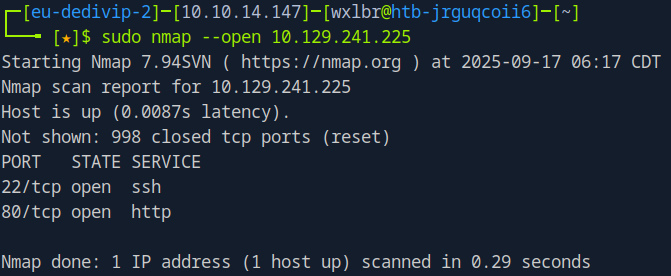 ┌─[eu-dedivip-2]─[10.10.14.147]─[wxlbr@htb-jrguqcoii6]─[~]
└──╼ [★]$ sudo nmap --open 10.129.241.225
Starting Nmap 7.94SVN ( https://nmap.org ) at 2025-09-17 06:17 CDT
Nmap scan report for 10.129.241.225
Host is up (0.0087s latency).
Not shown: 998 closed tcp ports (reset)
PORT   STATE SERVICE
22/tcp open  ssh
80/tcp open  http

Nmap done: 1 IP address (1 host up) scanned in 0.29 seconds